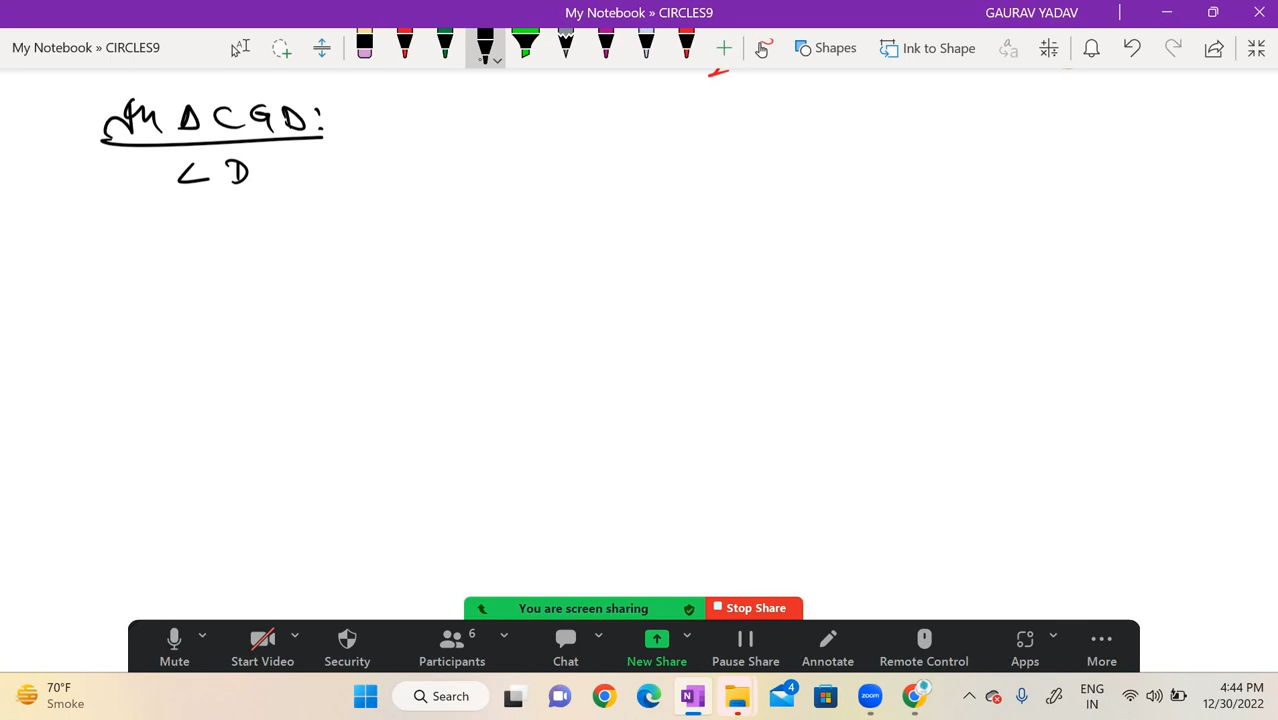 My Notebook » CIRCLES9
GAURAV YADAV
My Notebook » CIRCLES9
Shapes
Ink to Shape
In Δ CGD:
∠ D
You are screen sharing
Stop Share
6
Mute
Start Video
Security
Participants
Chat
New Share
Pause Share
Annotate
Remote Control
Apps
More
70°F
Smoke
Search
4
ENG
IN
4:44 PM
12/30/2022